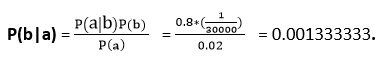 P(b|a) = P(a|b)P(b) / P(a) = 0.8*(1/30000) / 0.02 = 0.001333333.